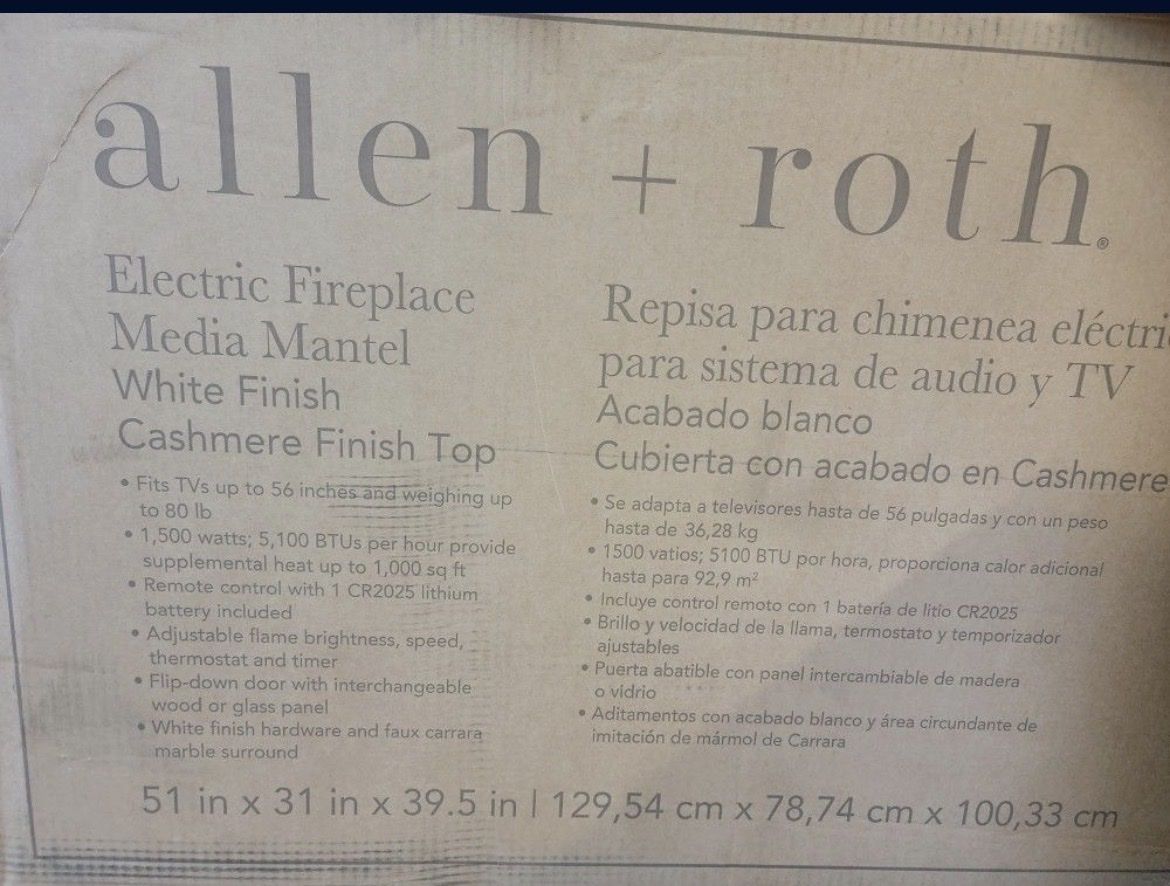 allen + roth®
Electric Fireplace
Media Mantel
White Finish
Cashmere Finish Top
• Fits TVs up to 56 inches and weighing up
to 80 lb
• 1,500 watts; 5,100 BTUs per hour provide
supplemental heat up to 1,000 sq ft
• Remote control with 1 CR2025 lithium
battery included
• Adjustable flame brightness, speed,
thermostat and timer
• Flip-down door with interchangeable
wood or glass panel
• White finish hardware and faux carrara
marble surround
Repisa para chimenea eléctri
para sistema de audio y TV
Acabado blanco
Cubierta con acabado en Cashmere
• Se adapta a televisores hasta de 56 pulgadas y con un peso
hasta de 36,28 kg
• 1500 vatios; 5100 BTU por hora, proporciona calor adicional
hasta para 92,9 m²
• Incluye control remoto con 1 batería de litio CR2025
• Brillo y velocidad de la llama, termostato y temporizador
ajustables
• Puerta abatible con panel intercambiable de madera
o vidrio
• Aditamentos con acabado blanco y área circundante de
imitación de mármol de Carrara
51 in x 31 in x 39.5 in | 129,54 cm x 78,74 cm x 100,33 cm